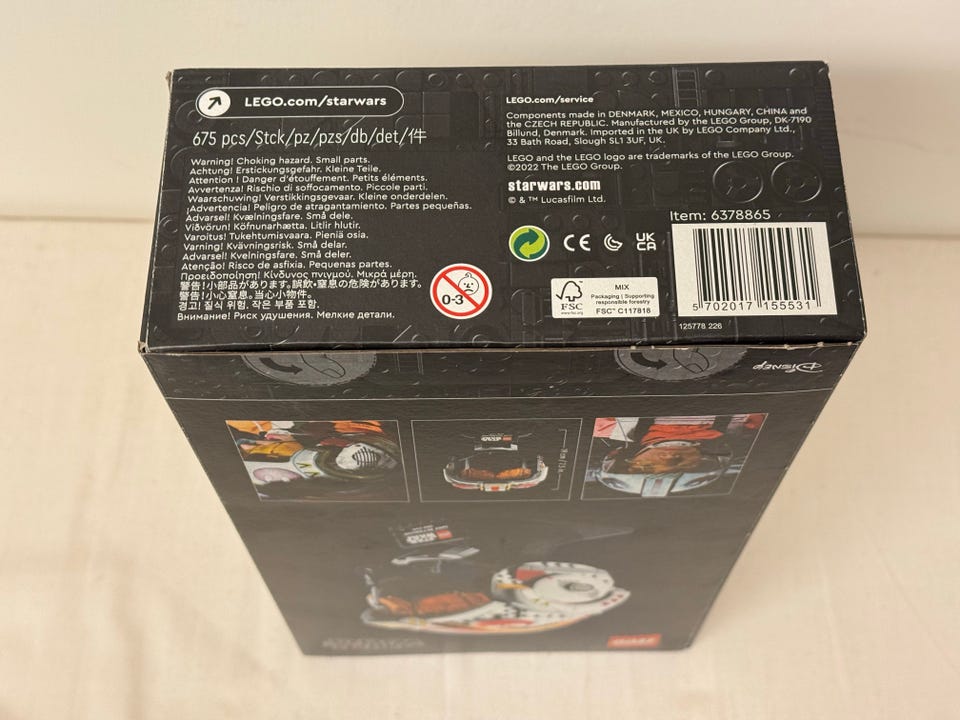 LEGO.com/starwars
675 pcs/Stck/pz/pzs/db/det/件
Warning! Choking hazard. Small parts.
Achtung! Erstickungsgefahr. Kleine Teile.
Attention ! Danger d'étouffement. Petits éléments.
Avvertenza! Rischio di soffocamento. Piccole parti.
Waarschuwing! Verstikkingsgevaar. Kleine onderdelen.
¡Advertencia! Peligro de atragantamiento. Partes pequeñas.
Advarsel! Kvælningsfare. Små dele.
Viðvörun! Köfnunarhætta. Litlir hlutir.
Varoitus! Tukehtumisvaara. Pieniä osia.
Varning! Kvävningsrisk. Små delar.
Advarsel! Kvelningsfare. Små deler.
Atenção! Risco de asfixia. Pequenas partes.
Προειδοποίηση! Κίνδυνος πνιγμού. Μικρά μέρη.
警告!小部品があります。誤飲・窒息の危険があります。
警告!小心窒息。当心小物件。
경고! 질식 위험. 작은 부품 포함.
Внимание! Риск удушения. Мелкие детали.
0-3
LEGO.com/service
Components made in DENMARK, MEXICO, HUNGARY, CHINA and
the CZECH REPUBLIC. Manufactured by the LEGO Group, DK-7190
Billund, Denmark. Imported in the UK by LEGO Company Ltd.,
33 Bath Road, Slough SL1 3UF, UK.
LEGO and the LEGO logo are trademarks of the LEGO Group.
©2022 The LEGO Group.
starwars.com
© & ™ Lucasfilm Ltd.
CE
UK
CA
FSC
www.fsc.org
MIX
Packaging | Supporting
responsible forestry
FSC™ C117818
Item: 6378865
5 702017 155531
125778 226
Disney